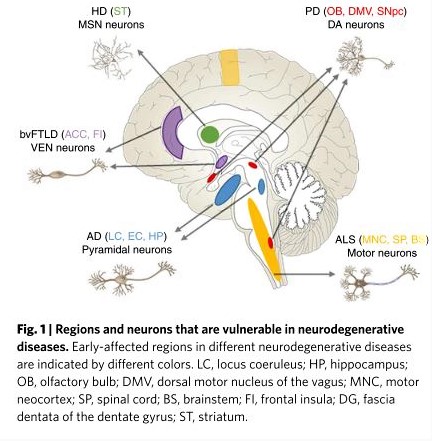 HD (ST)
MSN neurons
PD (OB, DMV, SNpc)
DA neurons
bvFTLD (ACC, FI)
VEN neurons
AD (LC, EC, HP)
Pyramidal neurons
ALS (MNC, SP, BS)
Motor neurons
Fig. 1 | Regions and neurons that are vulnerable in neurodegenerative
diseases. Early-affected regions in different neurodegenerative diseases
are indicated by different colors. LC, locus coeruleus; HP, hippocampus;
OB, olfactory bulb; DMV, dorsal motor nucleus of the vagus; MNC, motor
neocortex; SP, spinal cord; BS, brainstem; FI, frontal insula; DG, fascia
dentata of the dentate gyrus; ST, striatum.